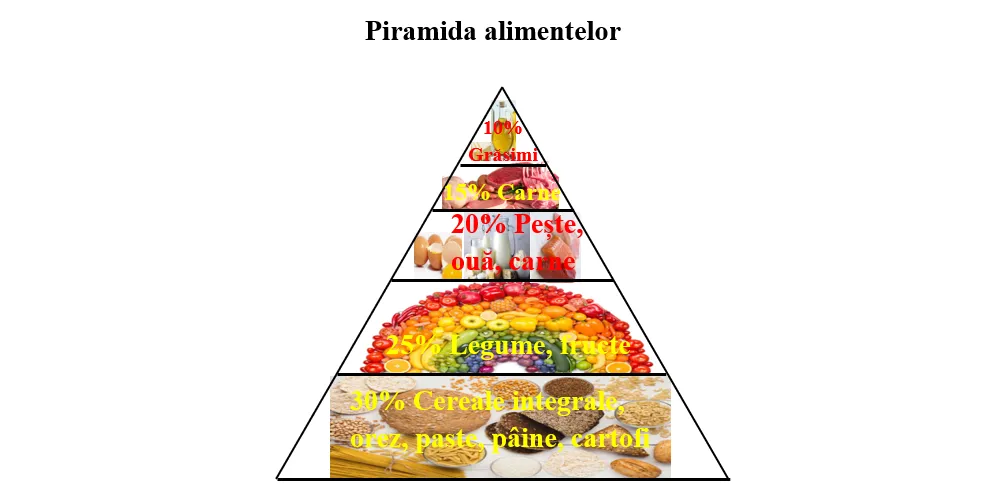 Piramida alimentelor
10%
Grăsimi
15% Carne
20% Pește,
ouă, carne
25% Legume, fructe
30% Cereale integrale,
orez, paste, pâine, cartofi